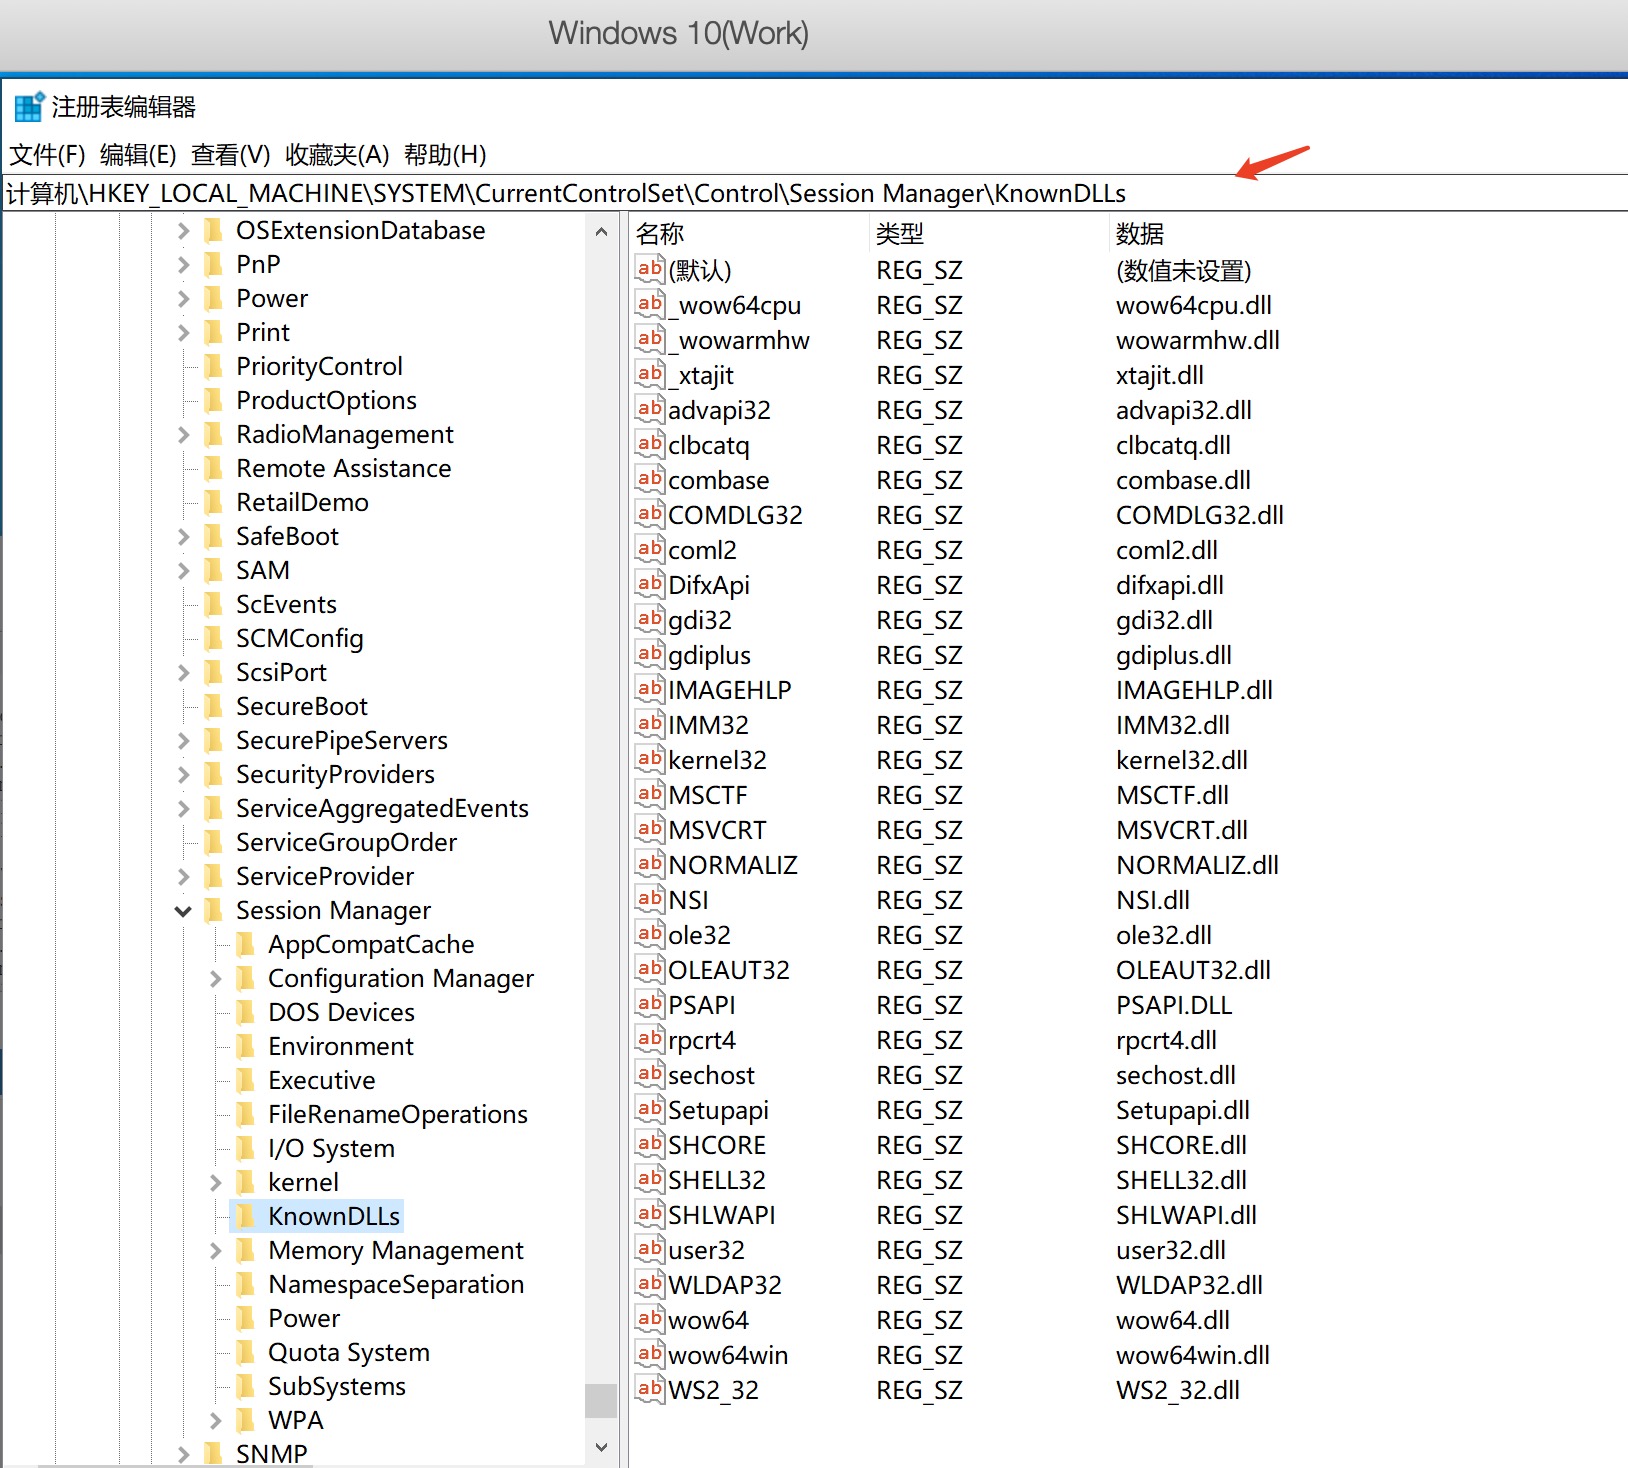 Windows 10(Work)
注册表编辑器
文件(F) 编辑(E) 查看(V) 收藏夹(A) 帮助(H)
计算机\HKEY_LOCAL_MACHINE\SYSTEM\CurrentControlSet\Control\Session Manager\KnownDLLs
OSExtensionDatabase
PnP
Power
Print
PriorityControl
ProductOptions
RadioManagement
Remote Assistance
RetailDemo
SafeBoot
SAM
ScEvents
SCMConfig
ScsiPort
SecureBoot
SecurePipeServers
SecurityProviders
ServiceAggregatedEvents
ServiceGroupOrder
ServiceProvider
Session Manager
AppCompatCache
Configuration Manager
DOS Devices
Environment
Executive
FileRenameOperations
I/O System
kernel
KnownDLLs
Memory Management
NamespaceSeparation
Power
Quota System
SubSystems
WPA
SNMP
名称 类型 数据
(默认) REG_SZ (数值未设置)
_wow64cpu REG_SZ wow64cpu.dll
_wowarmhw REG_SZ wowarmhw.dll
_xtajit REG_SZ xtajit.dll
advapi32 REG_SZ advapi32.dll
clbcatq REG_SZ clbcatq.dll
combase REG_SZ combase.dll
COMDLG32 REG_SZ COMDLG32.dll
coml2 REG_SZ coml2.dll
DifxApi REG_SZ difxapi.dll
gdi32 REG_SZ gdi32.dll
gdiplus REG_SZ gdiplus.dll
IMAGEHLP REG_SZ IMAGEHLP.dll
IMM32 REG_SZ IMM32.dll
kernel32 REG_SZ kernel32.dll
MSCTF REG_SZ MSCTF.dll
MSVCRT REG_SZ MSVCRT.dll
NORMALIZ REG_SZ NORMALIZ.dll
NSI REG_SZ NSI.dll
ole32 REG_SZ ole32.dll
OLEAUT32 REG_SZ OLEAUT32.dll
PSAPI REG_SZ PSAPI.DLL
rpcrt4 REG_SZ rpcrt4.dll
sechost REG_SZ sechost.dll
Setupapi REG_SZ Setupapi.dll
SHCORE REG_SZ SHCORE.dll
SHELL32 REG_SZ SHELL32.dll
SHLWAPI REG_SZ SHLWAPI.dll
user32 REG_SZ user32.dll
WLDAP32 REG_SZ WLDAP32.dll
wow64 REG_SZ wow64.dll
wow64win REG_SZ wow64win.dll
WS2_32 REG_SZ WS2_32.dll